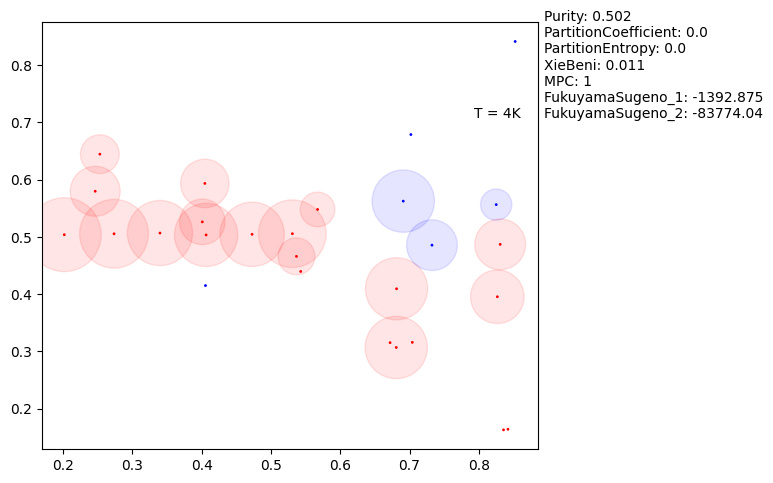 Purity: 0.502
PartitionCoefficient: 0.0
PartitionEntropy: 0.0
XieBeni: 0.011
MPC: 1
FukuyamaSugeno_1: -1392.875
FukuyamaSugeno_2: -83774.04
T = 4K
0.8
0.7
0.6
0.5
0.4
0.3
0.2
0.2 0.3 0.4 0.5 0.6 0.7 0.8